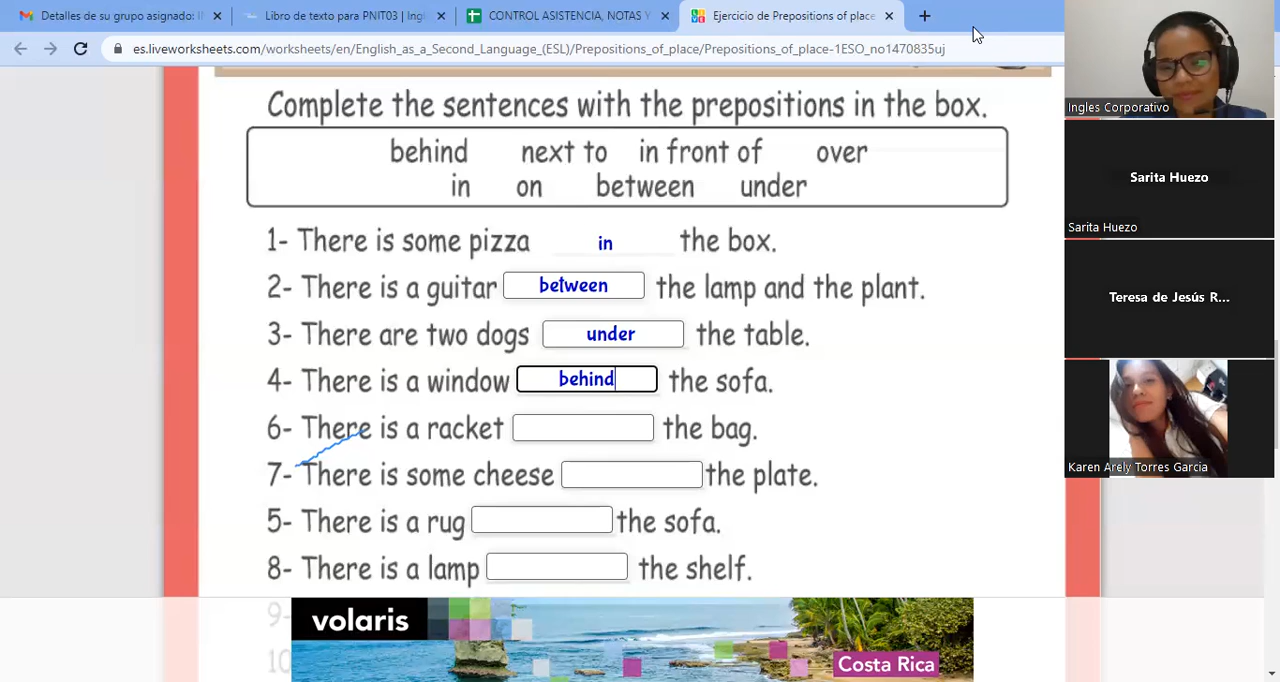 Detalles de su grupo asignado: I
Libro de texto para PNIT03 | Ingl
CONTROL ASISTENCIA, NOTAS Y
Ejercicio de Prepositions of place
es.liveworksheets.com/worksheets/en/English_as_a_Second_Language_(ESL)/Prepositions_of_place/Prepositions_of_place-1ESO_no1470835uj
Complete the sentences with the prepositions in the box.
behind next to in front of over
in on between under
1- There is some pizza in the box.
2- There is a guitar between the lamp and the plant.
3- There are two dogs under the table.
4- There is a window behind the sofa.
6- There is a racket the bag.
7- There is some cheese the plate.
5- There is a rug the sofa.
8- There is a lamp the shelf.
9-
10
volaris
Costa Rica
Ingles Corporativo
Sarita Huezo
Sarita Huezo
Teresa de Jesús R...
Karen Arely Torres Garcia